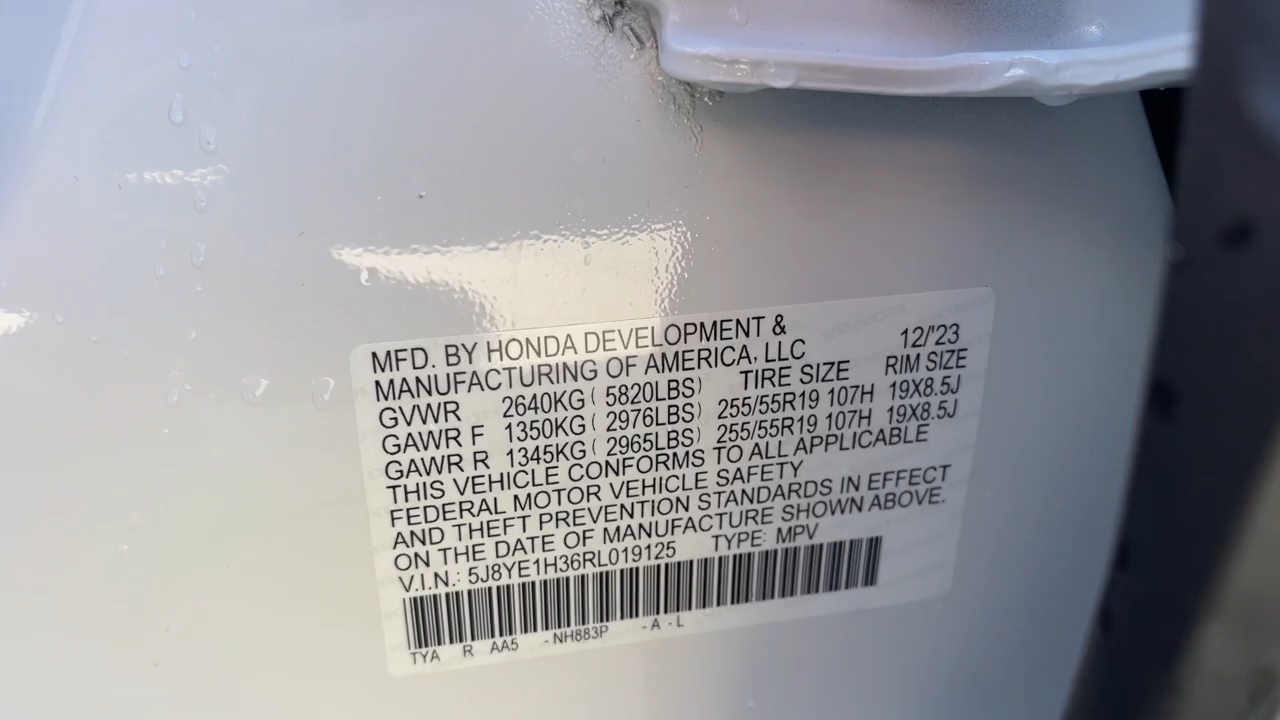 MFD. BY HONDA DEVELOPMENT &
MANUFACTURING OF AMERICA, LLC 12/'23
GVWR 2640KG ( 5820LBS) TIRE SIZE RIM SIZE
GAWR F 1350KG ( 2976LBS) 255/55R19 107H 19X8.5J
GAWR R 1345KG ( 2965LBS) 255/55R19 107H 19X8.5J
THIS VEHICLE CONFORMS TO ALL APPLICABLE
FEDERAL MOTOR VEHICLE SAFETY
AND THEFT PREVENTION STANDARDS IN EFFECT
ON THE DATE OF MANUFACTURE SHOWN ABOVE.
V.I.N.: 5J8YE1H36RL019125 TYPE: MPV
TYA R AA5 -NH883P -A -L